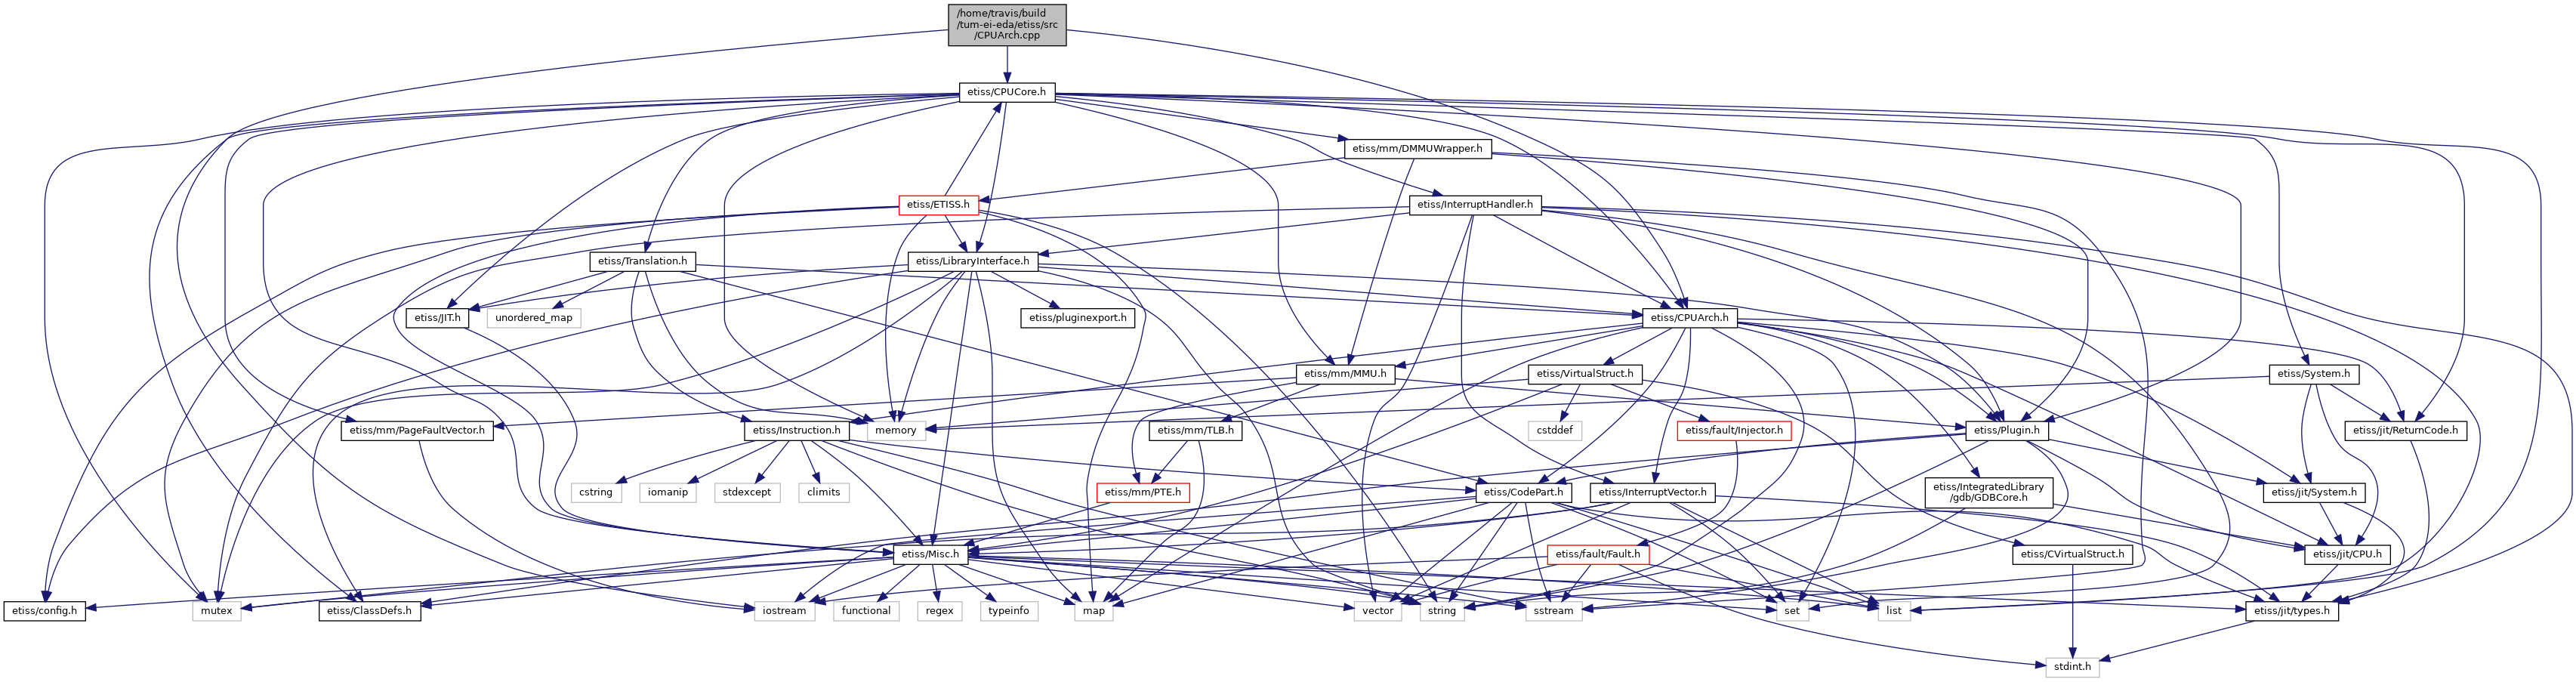 /home/travis/build
/tum-ei-eda/etiss/src
/CPUArch.cpp
etiss/CPUCore.h
etiss/mm/DMMUWrapper.h
etiss/ETISS.h
etiss/InterruptHandler.h
etiss/Translation.h
etiss/LibraryInterface.h
etiss/JIT.h
unordered_map
etiss/pluginexport.h
etiss/CPUArch.h
etiss/mm/MMU.h
etiss/VirtualStruct.h
etiss/System.h
etiss/mm/PageFaultVector.h
etiss/Instruction.h
memory
etiss/mm/TLB.h
cstddef
etiss/fault/Injector.h
etiss/Plugin.h
etiss/jit/ReturnCode.h
cstring
iomanip
stdexcept
climits
etiss/mm/PTE.h
etiss/CodePart.h
etiss/InterruptVector.h
etiss/IntegratedLibrary
/gdb/GDBCore.h
etiss/jit/System.h
etiss/Misc.h
etiss/fault/Fault.h
etiss/CVirtualStruct.h
etiss/jit/CPU.h
etiss/config.h
mutex
etiss/ClassDefs.h
iostream
functional
regex
typeinfo
map
vector
string
sstream
set
list
etiss/jit/types.h
stdint.h